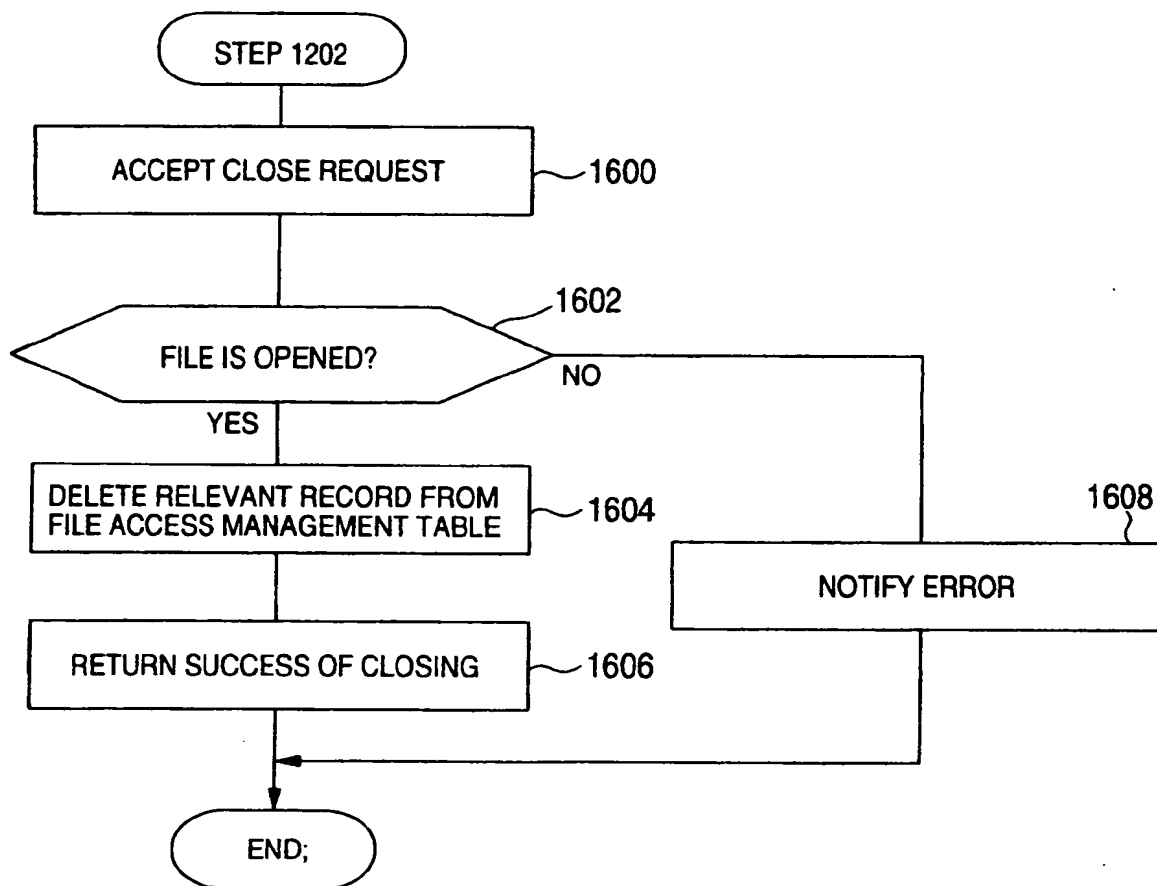 STEP 1202
ACCEPT CLOSE REQUEST
1600
1602
FILE IS OPENED?
NO
YES
DELETE RELEVANT RECORD FROM
FILE ACCESS MANAGEMENT TABLE
1604
1608
NOTIFY ERROR
RETURN SUCCESS OF CLOSING
1606
END;